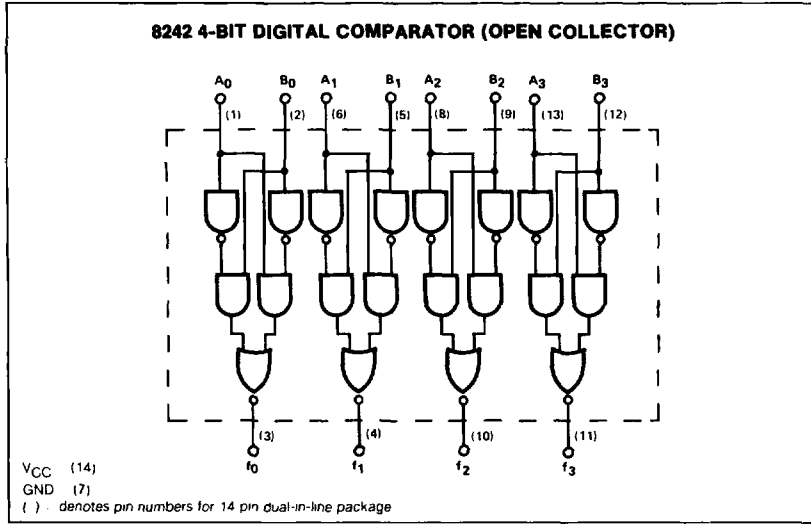 8242 4-BIT DIGITAL COMPARATOR (OPEN COLLECTOR)
A0 B0 A1 B1 A2 B2 A3 B3
(1) (2) (6) (5) (8) (9) (13) (12)
(3) (4) (10) (11)
f0 f1 f2 f3
VCC (14)
GND (7)
( ) . denotes pin numbers for 14 pin dual-in-line package